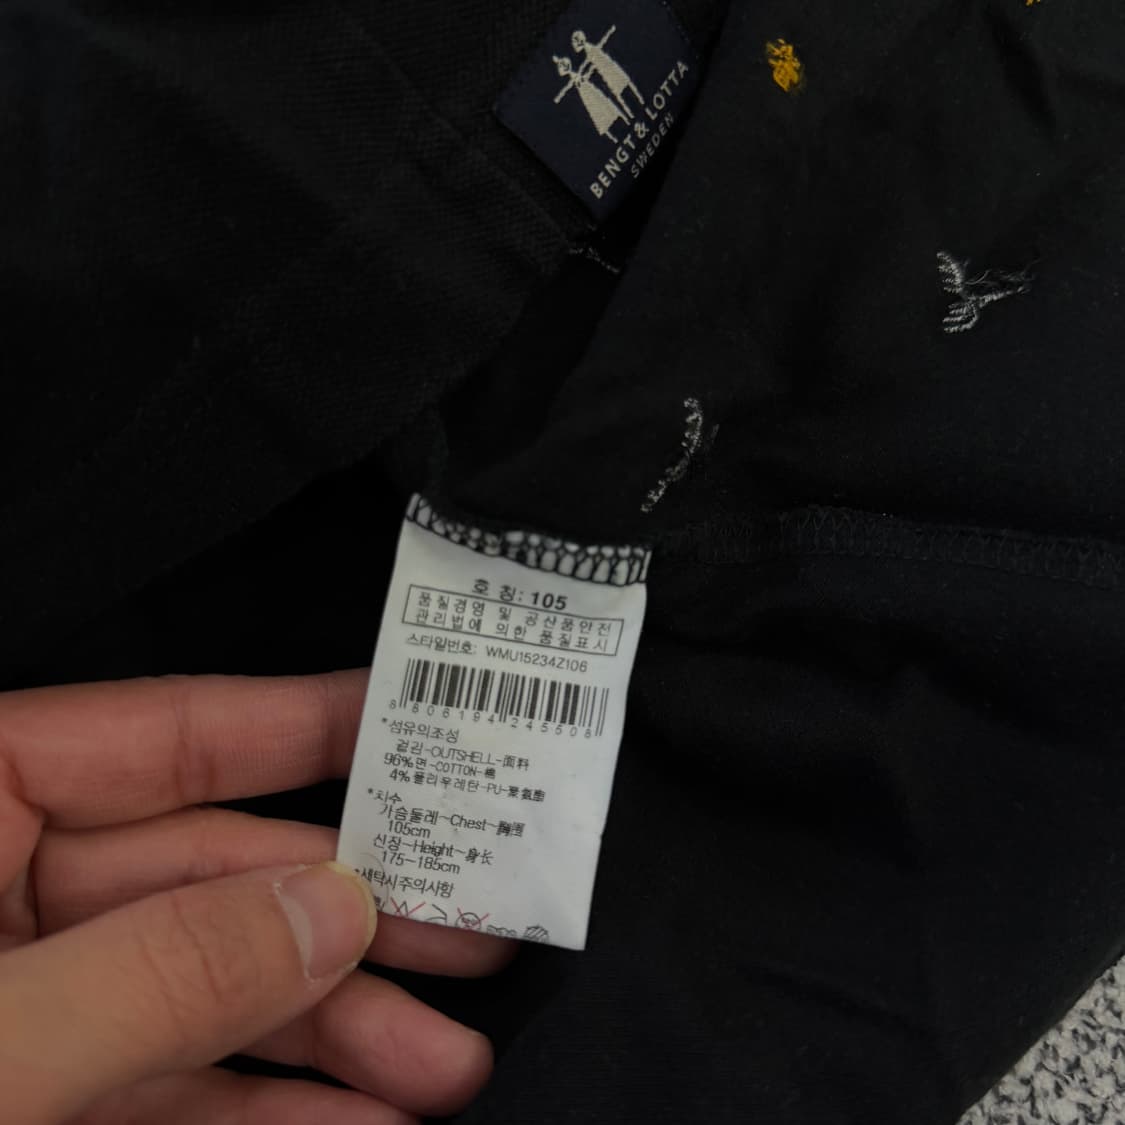 BENGT & LOTTA
SWEDEN
호 칭: 105
품질경영 및 공산품안전
관리법에 의한 품질표시
스타일번호: WMU15234Z106
8 806194 245508
*섬유의조성
겉감-OUTSHELL-面料
96%면-COTTON-棉
4%폴리우레탄-PU-聚氨酯
*치수
가슴둘레~Chest~胸围
105cm
신장~Height~身长
175~185cm
*세탁시주의사항